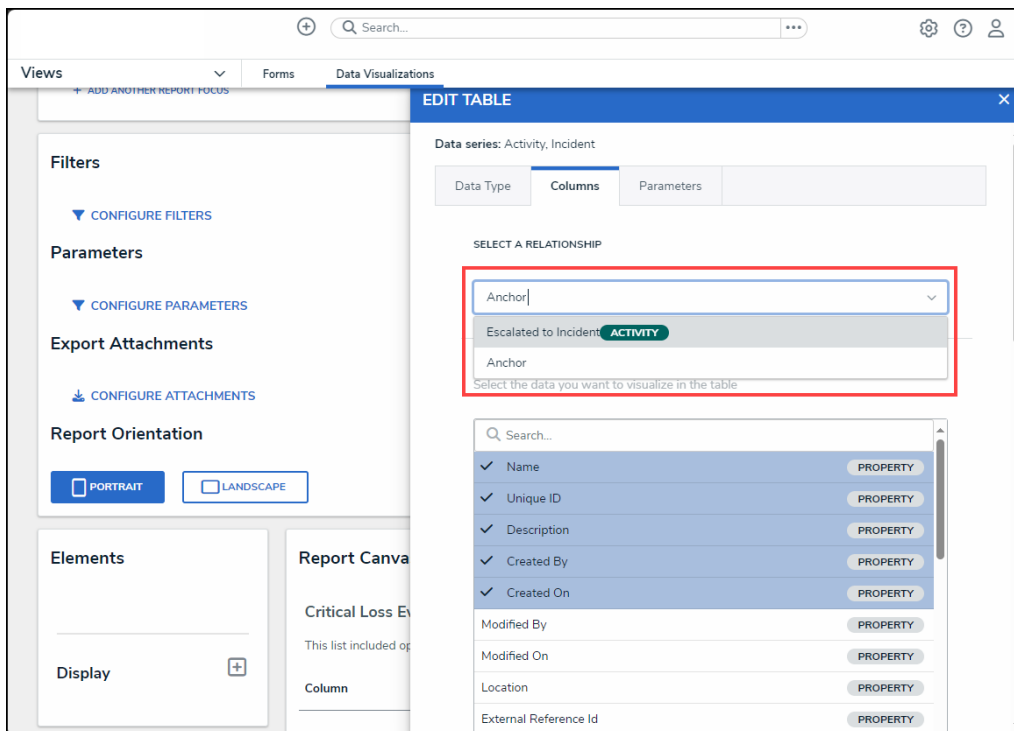 Search...
Views
Forms
Data Visualizations
+ ADD ANOTHER REPORT FOCUS
Filters
CONFIGURE FILTERS
Parameters
CONFIGURE PARAMETERS
Export Attachments
CONFIGURE ATTACHMENTS
Report Orientation
PORTRAIT
LANDSCAPE
Elements
Display
Report Canva
Critical Loss Ev
This list included op
Column
EDIT TABLE
Data series: Activity, Incident
Data Type
Columns
Parameters
SELECT A RELATIONSHIP
Anchor
Escalated to Incident ACTIVITY
Anchor
Select the data you want to visualize in the table
Search...
Name PROPERTY
Unique ID PROPERTY
Description PROPERTY
Created By PROPERTY
Created On PROPERTY
Modified By PROPERTY
Modified On PROPERTY
Location PROPERTY
External Reference Id PROPERTY